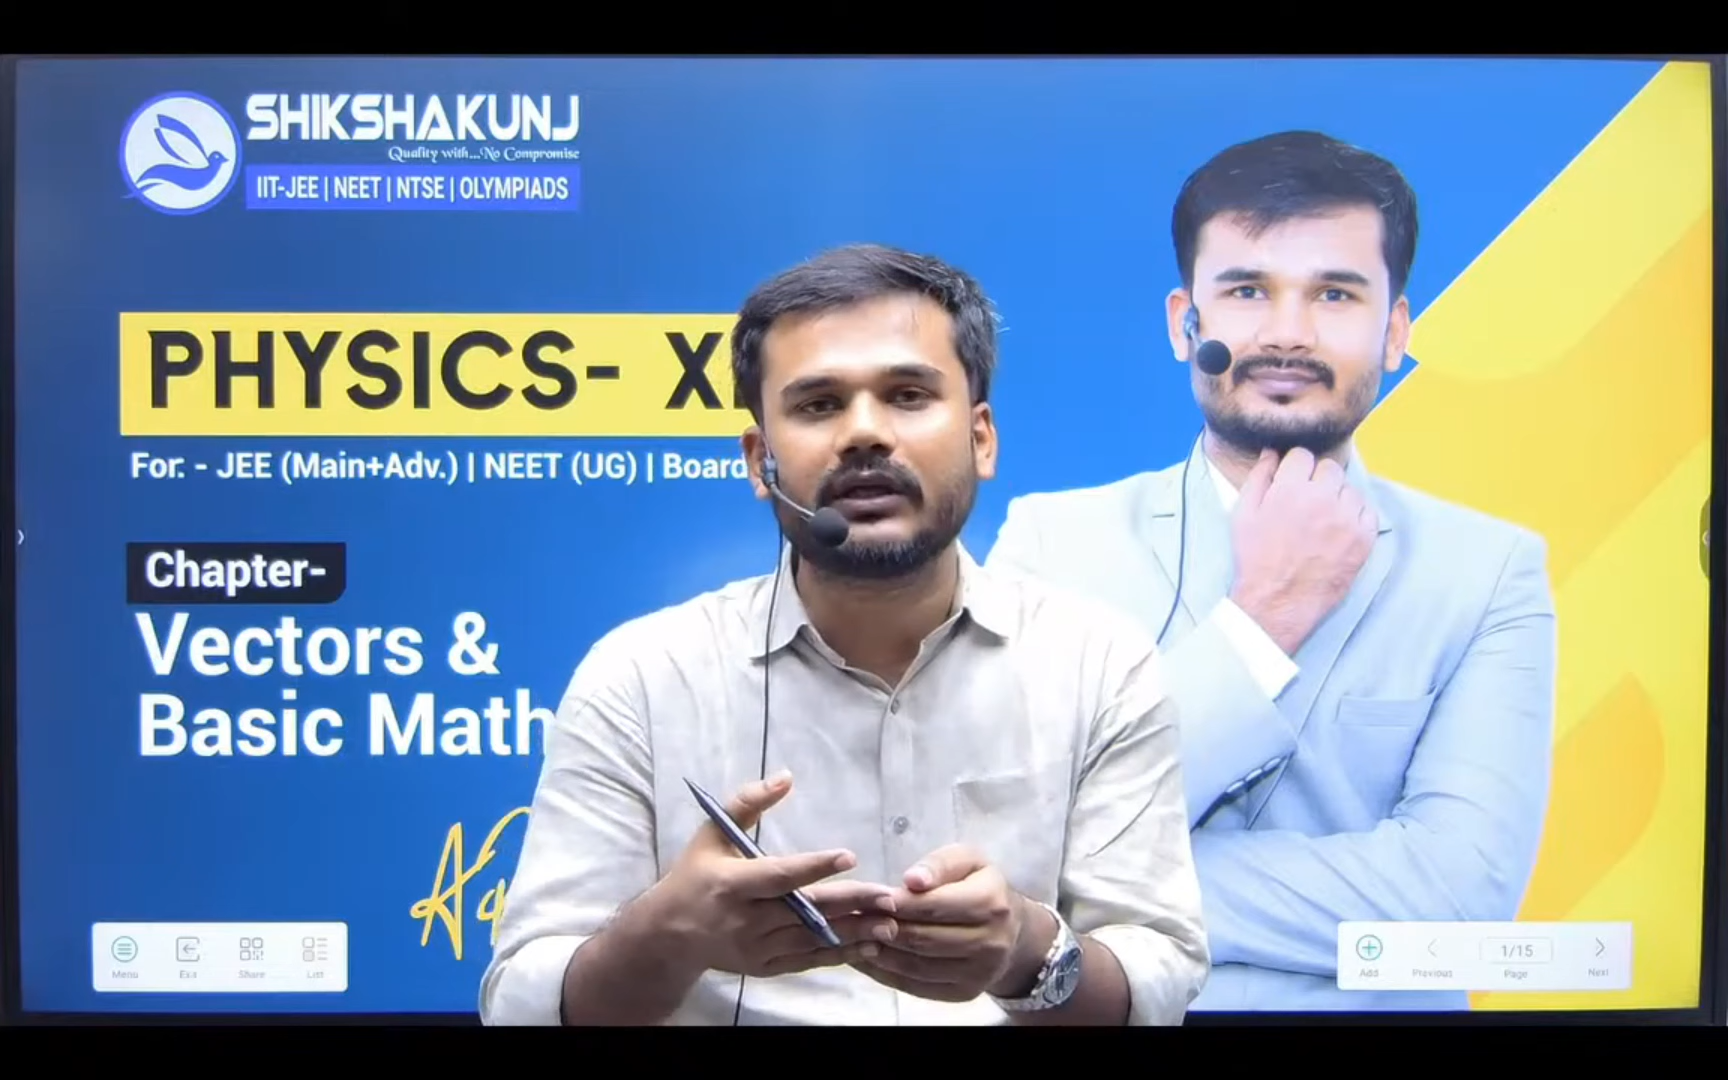 SHIKSHAKUNJ
Quality with...No Compromise
IIT-JEE | NEET | NTSE | OLYMPIADS
PHYSICS-
For: - JEE (Main+Adv.) | NEET (UG) | Board
Chapter-
Vectors &
Basic Math
Menu Exit Share List
Add Previous 1/15 Page Next